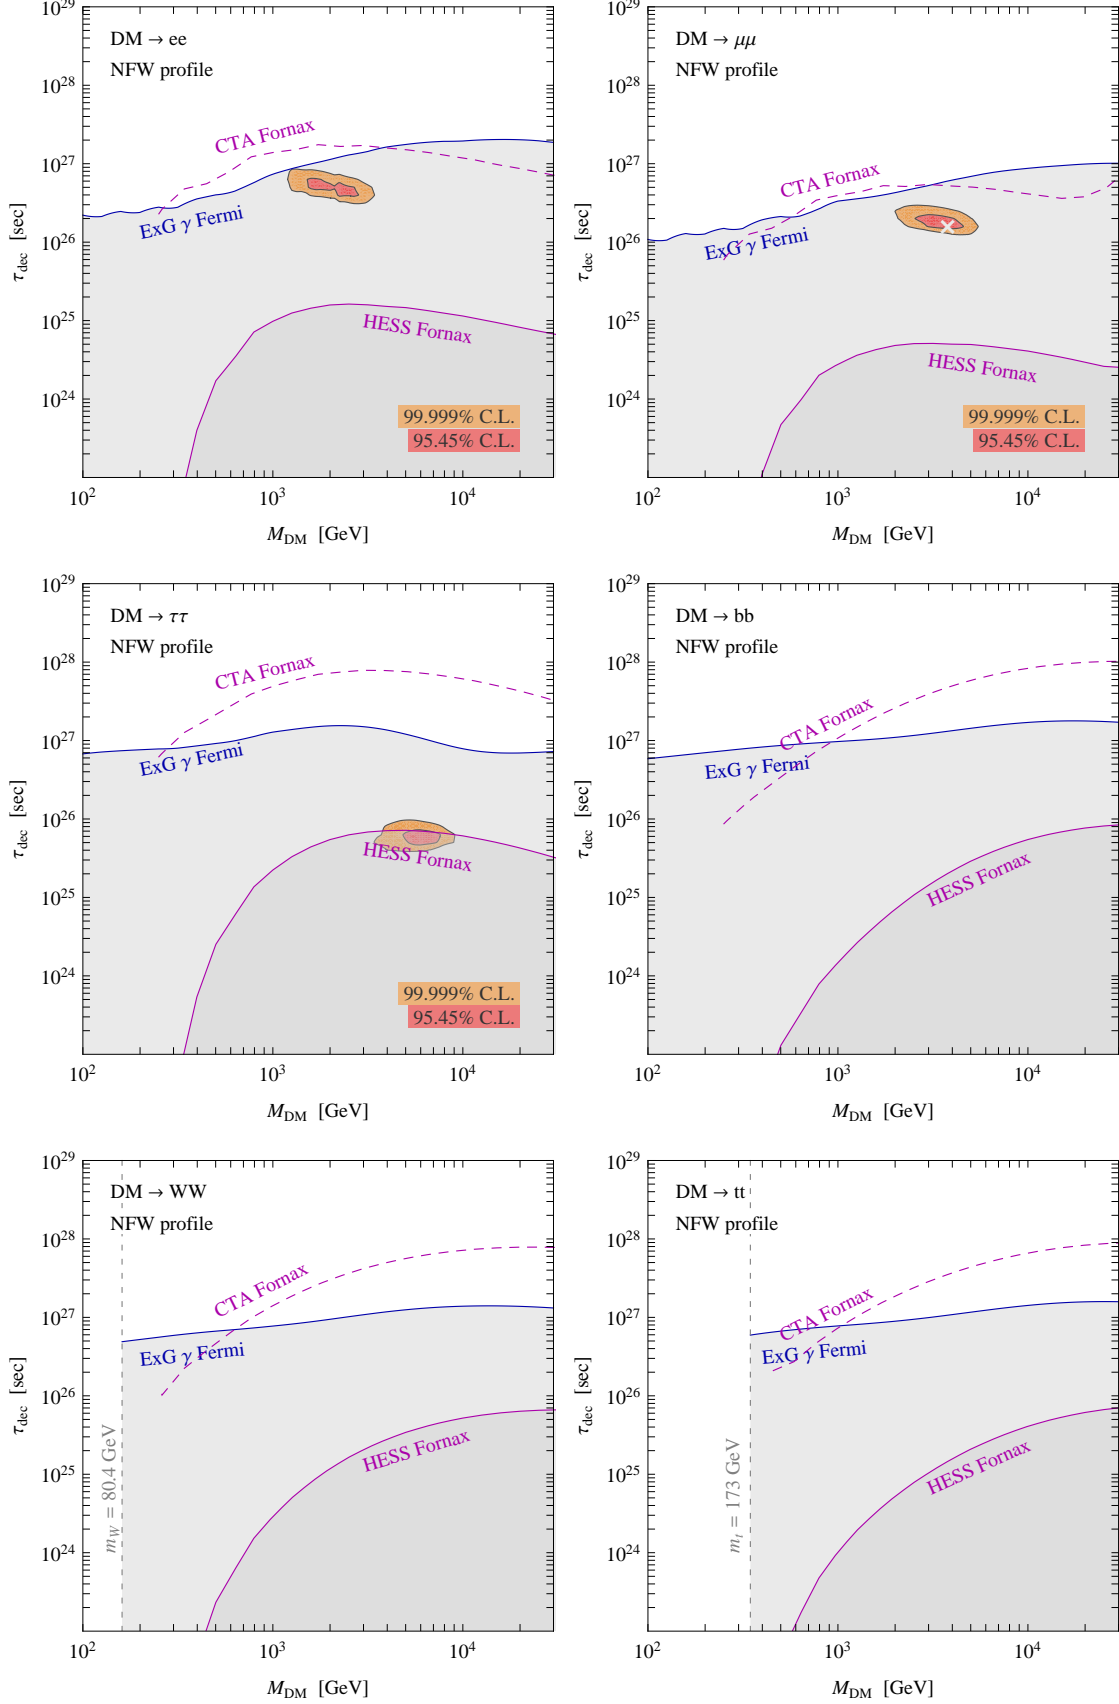 DM → ee
NFW profile
CTA Fornax
ExG γ Fermi
HESS Fornax
99.999% C.L.
95.45% C.L.
10^29
10^28
10^27
10^26
10^25
10^24
τ_dec [sec]
10^2
10^3
10^4
M_DM [GeV]
DM → μμ
NFW profile
CTA Fornax
ExG γ Fermi
HESS Fornax
99.999% C.L.
95.45% C.L.
10^29
10^28
10^27
10^26
10^25
10^24
τ_dec [sec]
10^2
10^3
10^4
M_DM [GeV]
DM → ττ
NFW profile
CTA Fornax
ExG γ Fermi
HESS Fornax
99.999% C.L.
95.45% C.L.
10^29
10^28
10^27
10^26
10^25
10^24
τ_dec [sec]
10^2
10^3
10^4
M_DM [GeV]
DM → bb
NFW profile
CTA Fornax
ExG γ Fermi
HESS Fornax
10^29
10^28
10^27
10^26
10^25
10^24
τ_dec [sec]
10^2
10^3
10^4
M_DM [GeV]
DM → WW
NFW profile
CTA Fornax
ExG γ Fermi
HESS Fornax
m_W = 80.4 GeV
10^29
10^28
10^27
10^26
10^25
10^24
τ_dec [sec]
10^2
10^3
10^4
M_DM [GeV]
DM → tt
NFW profile
CTA Fornax
ExG γ Fermi
HESS Fornax
m_t = 173 GeV
10^29
10^28
10^27
10^26
10^25
10^24
τ_dec [sec]
10^2
10^3
10^4
M_DM [GeV]